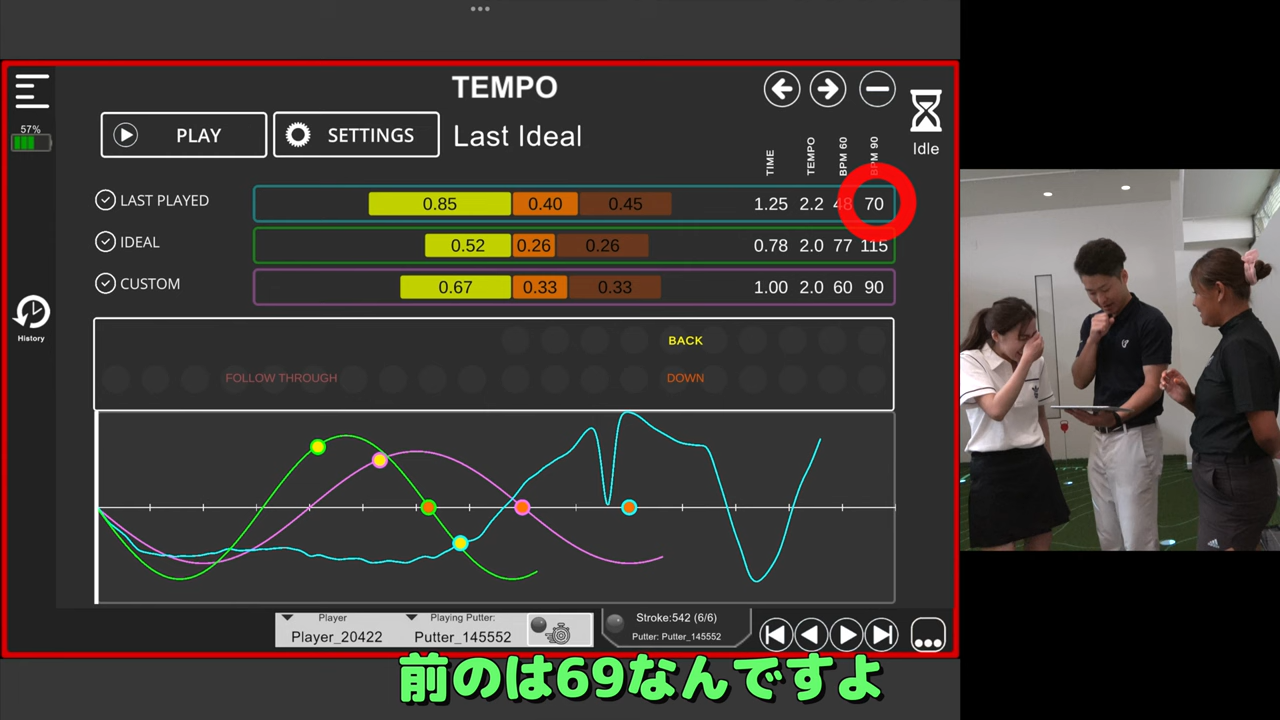 TEMPO
57%
PLAY
SETTINGS
Last Ideal
Idle
TIME
TEMPO
BPM 60
BPM 90
LAST PLAYED 0.85 0.40 0.45 1.25 2.2 48 70
IDEAL 0.52 0.26 0.26 0.78 2.0 77 115
CUSTOM 0.67 0.33 0.33 1.00 2.0 60 90
History
BACK
FOLLOW THROUGH DOWN
Player Playing Putter:
Player_20422 Putter_145552
Stroke:542 (6/6)
Putter: Putter_145552
前のは69なんですよ